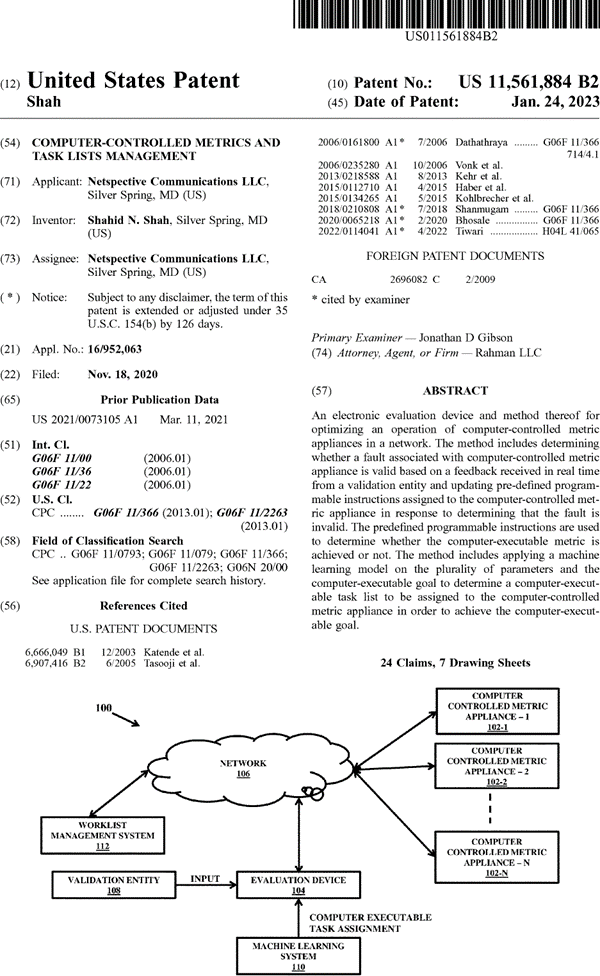 US011561884B2
(12) United States Patent
Shah
(10) Patent No.: US 11,561,884 B2
(45) Date of Patent: Jan. 24, 2023
(54) COMPUTER-CONTROLLED METRICS AND
TASK LISTS MANAGEMENT
(71) Applicant: Netspective Communications LLC,
Silver Spring, MD (US)
(72) Inventor: Shahid N. Shah, Silver Spring, MD
(US)
(73) Assignee: Netspective Communications LLC,
Silver Spring, MD (US)
( * ) Notice: Subject to any disclaimer, the term of this
patent is extended or adjusted under 35
U.S.C. 154(b) by 126 days.
(21) Appl. No.: 16/952,063
(22) Filed: Nov. 18, 2020
(65) Prior Publication Data
US 2021/0073105 A1 Mar. 11, 2021
(51) Int. Cl.
G06F 11/00 (2006.01)
G06F 11/36 (2006.01)
G06F 11/22 (2006.01)
(52) U.S. Cl.
CPC ........ G06F 11/366 (2013.01); G06F 11/2263
(2013.01)
(58) Field of Classification Search
CPC .. G06F 11/0793; G06F 11/079; G06F 11/366;
G06F 11/2263; G06N 20/00
See application file for complete search history.
(56) References Cited
U.S. PATENT DOCUMENTS
6,666,049 B1 12/2003 Katende et al.
6,907,416 B2 6/2005 Tasooji et al.
2006/0161800 A1* 7/2006 Dathathraya ......... G06F 11/366
714/4.1
2006/0235280 A1 10/2006 Vonk et al.
2013/0218588 A1 8/2013 Kehr et al.
2015/0112710 A1 4/2015 Haber et al.
2015/0134265 A1 5/2015 Kohlbrecher et al.
2018/0210808 A1* 7/2018 Shanmugam ........ G06F 11/366
2020/0065218 A1* 2/2020 Bhosale ................ G06F 11/366
2022/0114041 A1* 4/2022 Tiwari .................. H04L 41/065
FOREIGN PATENT DOCUMENTS
CA 2696082 C 2/2009
* cited by examiner
Primary Examiner — Jonathan D Gibson
(74) Attorney, Agent, or Firm — Rahman LLC
(57) ABSTRACT
An electronic evaluation device and method thereof for
optimizing an operation of computer-controlled metric
appliances in a network. The method includes determining
whether a fault associated with computer-controlled metric
appliance is valid based on a feedback received in real time
from a validation entity and updating pre-defined program-
mable instructions assigned to the computer-controlled met-
ric appliance in response to determining that the fault is
invalid. The predefined programmable instructions are used
to determine whether the computer-executable metric is
achieved or not. The method includes applying a machine
learning model on the plurality of parameters and the
computer-executable goal to determine a computer-execut-
able task list to be assigned to the computer-controlled
metric appliance in order to achieve the computer-execut-
able goal.
24 Claims, 7 Drawing Sheets
100
NETWORK
106
COMPUTER
CONTROLLED METRIC
APPLIANCE – 1
102-1
COMPUTER
CONTROLLED METRIC
APPLIANCE – 2
102-2
COMPUTER
CONTROLLED METRIC
APPLIANCE – N
102-N
WORKLIST
MANAGEMENT SYSTEM
112
VALIDATION ENTITY
108
INPUT
EVALUATION DEVICE
104
COMPUTER EXECUTABLE
TASK ASSIGNMENT
MACHINE LEARNING
SYSTEM
110